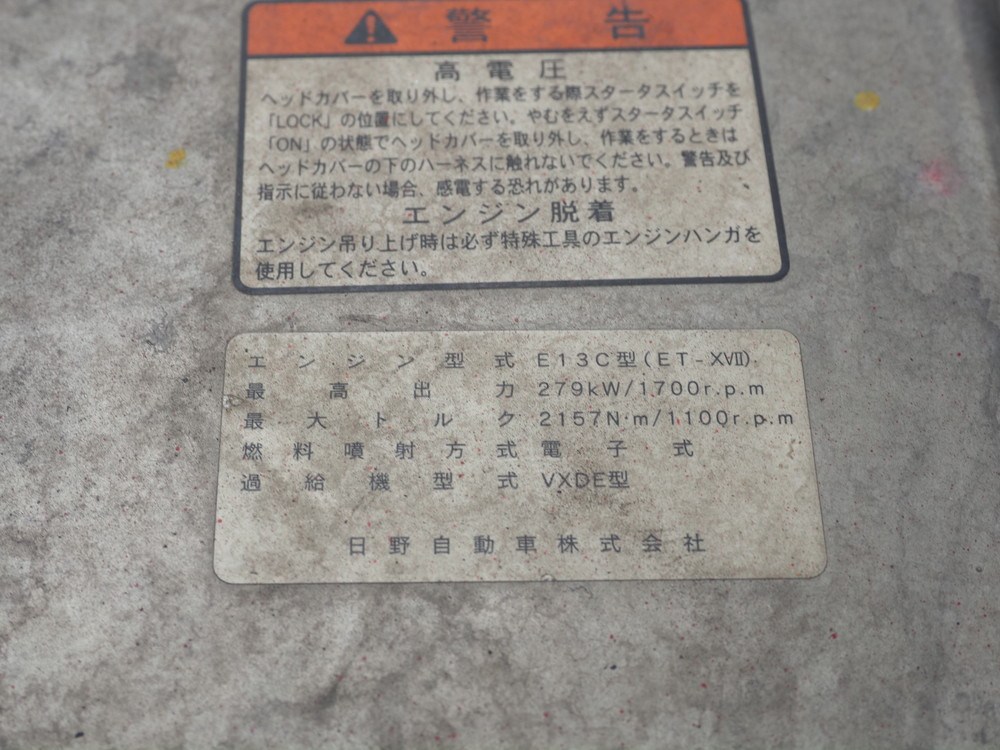 警告
高電圧
ヘッドカバーを取り外し、作業をする際スタータスイッチを
「LOCK」の位置にしてください。やむをえずスタータスイッチ
「ON」の状態でヘッドカバーを取り外し、作業をするときは
ヘッドカバーの下のハーネスに触れないでください。警告及び
指示に従わない場合、感電する恐れがあります。
エンジン脱着
エンジン吊り上げ時は必ず特殊工具のエンジンハンガを
使用してください。
エンジン型式 E13C型(ET-XVII)
最高出力 279kW/1700r.p.m
最大トルク 2157N·m/1100r.p.m
燃料噴射方式 電子式
過給機型式 VXDE型
日野自動車株式会社